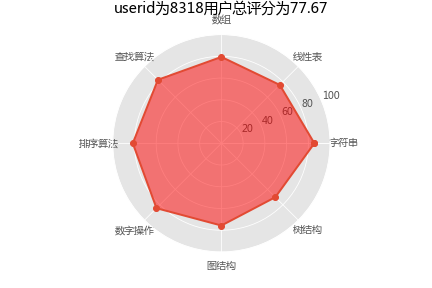 userid为8318用户总评分为77.67
数组
查找算法
线性表
100
80
60
40
20
排序算法
字符串
数字操作
树结构
图结构